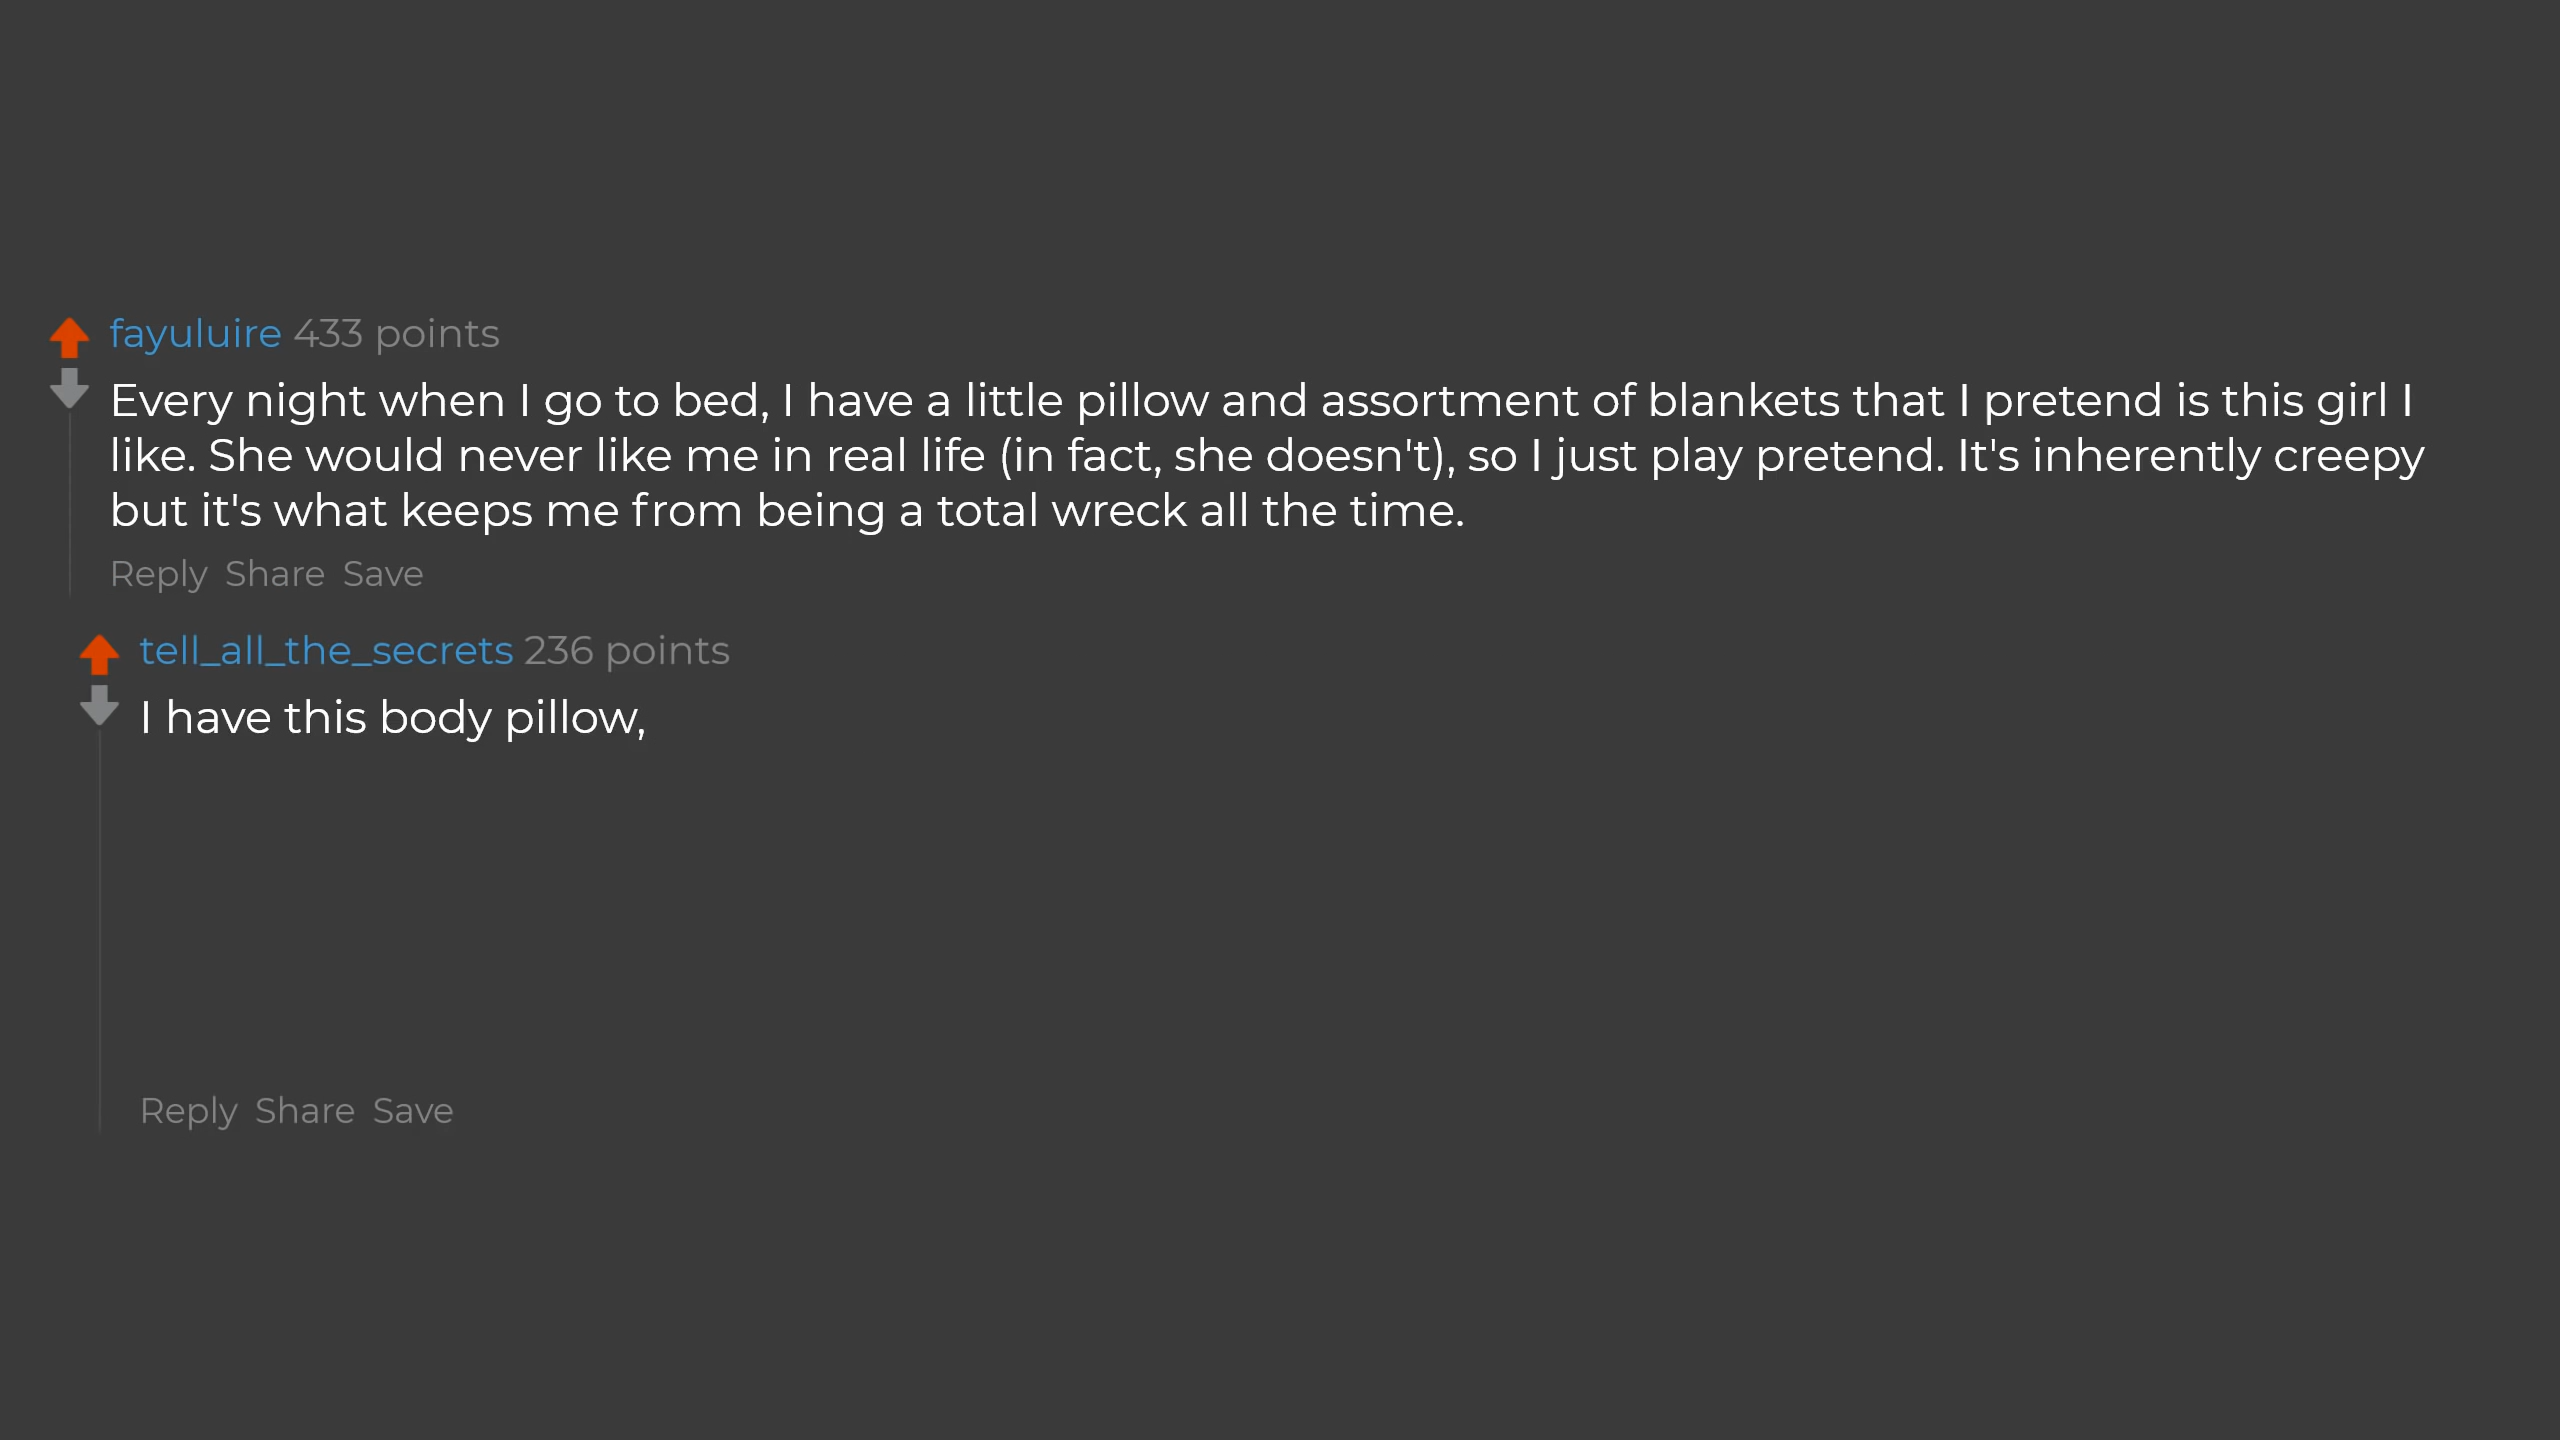 fayuluire 433 points
Every night when I go to bed, I have a little pillow and assortment of blankets that I pretend is this girl I
like. She would never like me in real life (in fact, she doesn't), so I just play pretend. It's inherently creepy
but it's what keeps me from being a total wreck all the time.
Reply Share Save
tell_all_the_secrets 236 points
I have this body pillow,
Reply Share Save